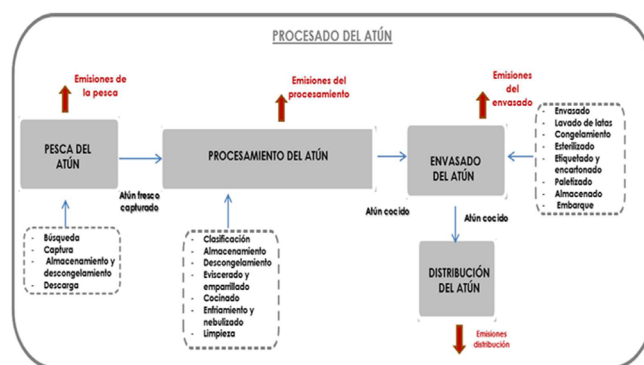 PROCESADO DEL ATÚN
Emisiones de
la pesca
Emisiones del
procesamiento
Emisiones
del
envasado
PESCA DEL
ATÚN
PROCESAMIENTO DEL ATÚN
ENVASADO
DEL ATÚN
- Envasado
- Lavado de latas
- Congelamiento
- Esterilizado
- Etiquetado y
encartonado
- Paletizado
- Almacenado
- Embarque
Atún fresco
capturado
Atún cocido
Atún cocido
- Búsqueda
- Captura
- Almacenamiento y
descongelamiento
- Descarga
- Clasificación
- Almacenamiento
- Descongelamiento
- Eviscerado y
emparrillado
- Cocinado
- Enfriamiento y
nebulizado
- Limpieza
DISTRIBUCIÓN
DEL ATÚN
Emisiones
distribución